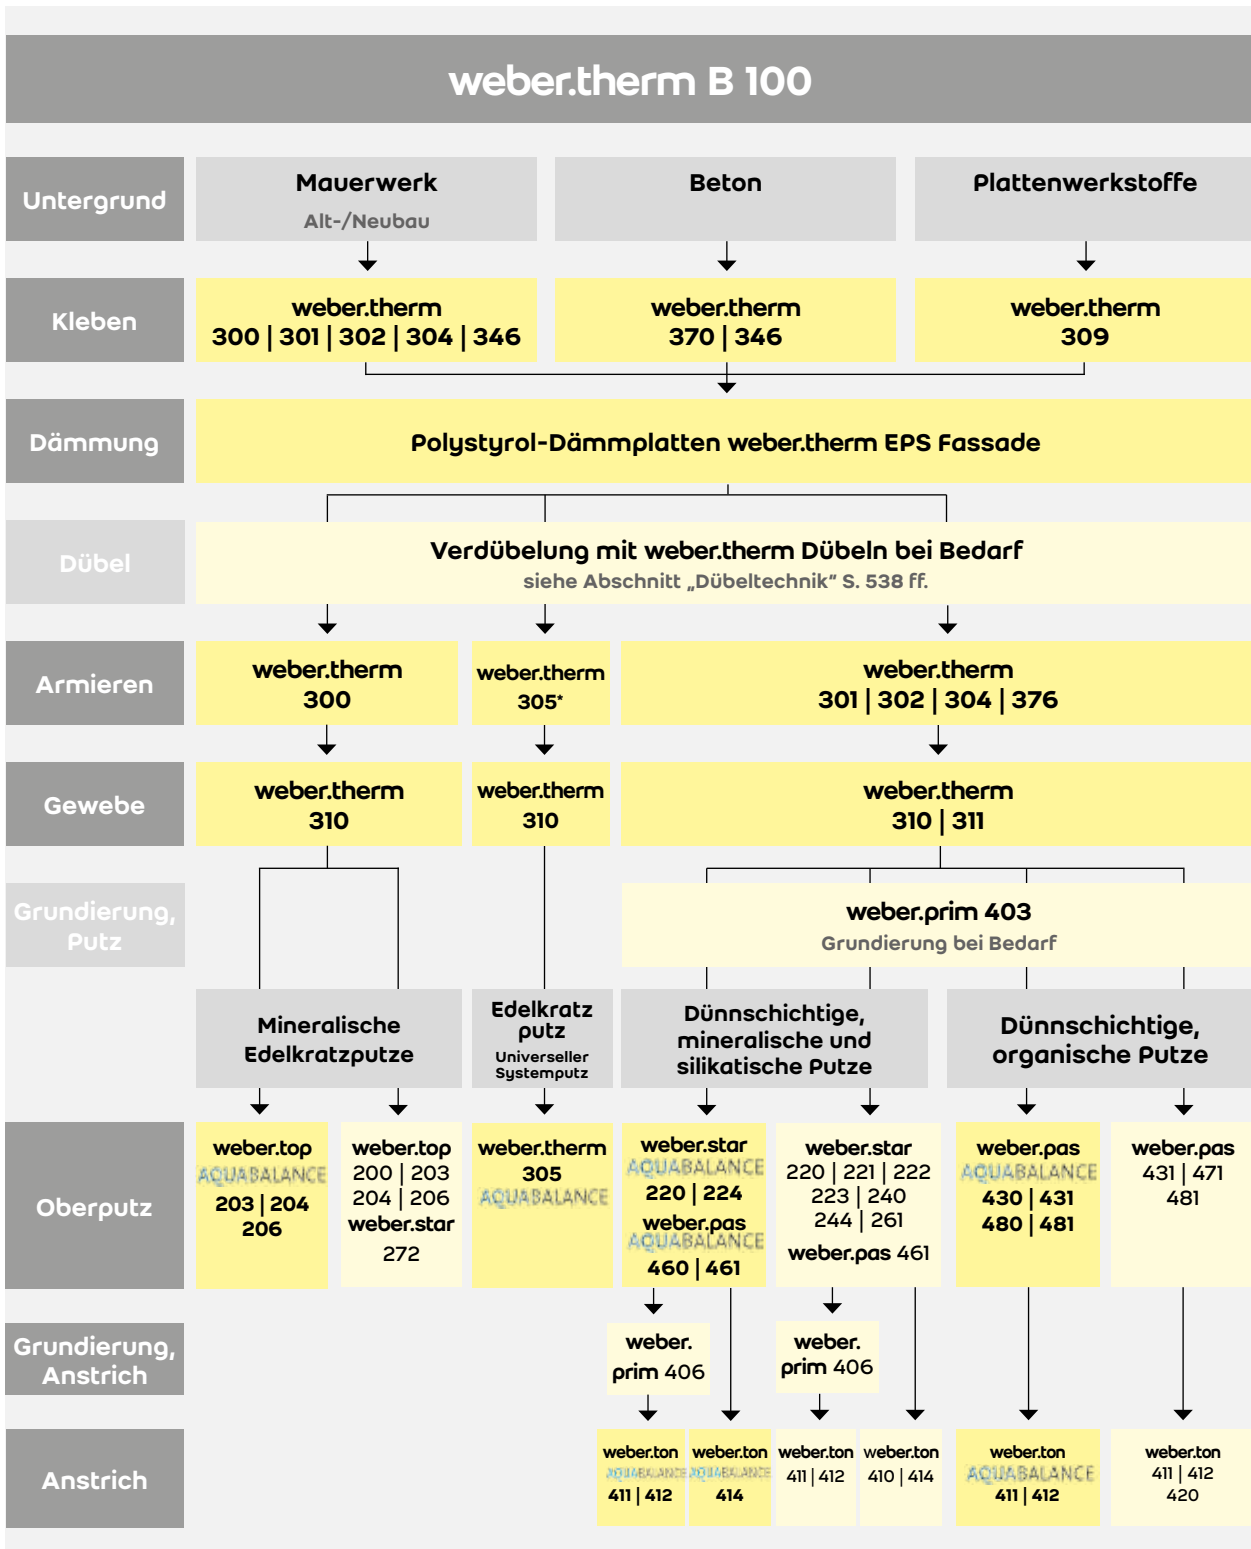 weber.therm B 100
Untergrund
Mauerwerk
Alt-/Neubau
Beton
Plattenwerkstoffe
Kleben
weber.therm
300 | 301 | 302 | 304 | 346
weber.therm
370 | 346
weber.therm
309
Dämmung
Polystyrol-Dämmplatten weber.therm EPS Fassade
Dübel
Verdübelung mit weber.therm Dübeln bei Bedarf
siehe Abschnitt „Dübeltechnik" S. 538 ff.
Armieren
weber.therm
300
weber.therm
305*
weber.therm
301 | 302 | 304 | 376
Gewebe
weber.therm
310
weber.therm
310
weber.therm
310 | 311
Grundierung,
Putz
weber.prim 403
Grundierung bei Bedarf
Mineralische
Edelkratzputze
Edelkratz
putz
Universeller
Systemputz
Dünnschichtige,
mineralische und
silikatische Putze
Dünnschichtige,
organische Putze
Oberputz
weber.top
AQUABALANCE
203 | 204
206
weber.top
200 | 203
204 | 206
weber.star
272
weber.therm
305
AQUABALANCE
weber.star
AQUABALANCE
220 | 224
weber.pas
AQUABALANCE
460 | 461
weber.star
220 | 221 | 222
223 | 240
244 | 261
weber.pas 461
weber.pas
AQUABALANCE
430 | 431
480 | 481
weber.pas
431 | 471
481
Grundierung,
Anstrich
weber.
prim 406
weber.
prim 406
Anstrich
weber.ton
AQUABALANCE
411 | 412
weber.ton
AQUABALANCE
414
weber.ton
411 | 412
weber.ton
410 | 414
weber.ton
AQUABALANCE
411 | 412
weber.ton
411 | 412
420